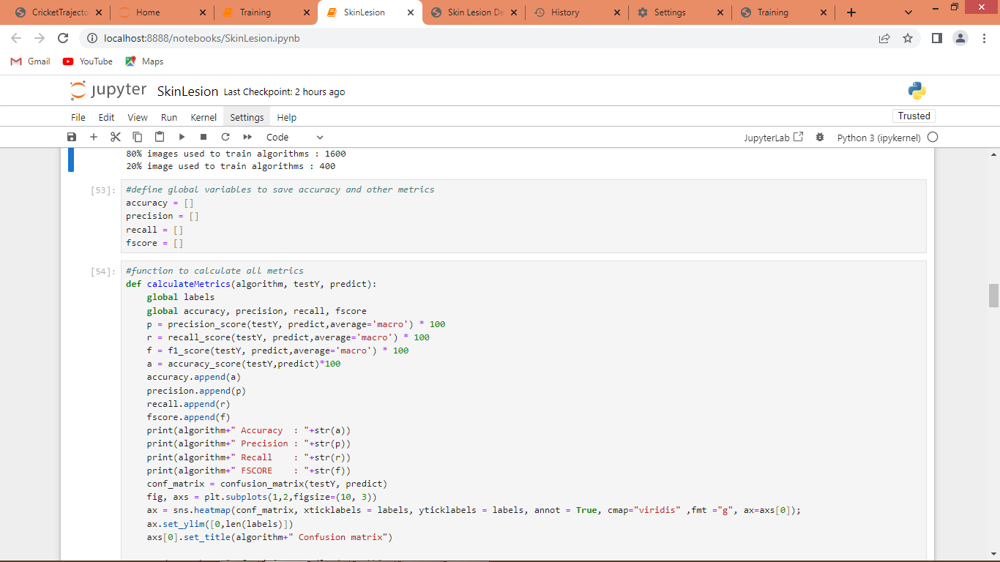 CricketTrajecto
Home
Training
SkinLesion
Skin Lesion De
History
Settings
Training
localhost:8888/notebooks/SkinLesion.ipynb
Gmail
YouTube
Maps
jupyter SkinLesion Last Checkpoint: 2 hours ago
File Edit View Run Kernel Settings Help
Trusted
Code
JupyterLab
Python 3 (ipykernel)
80% images used to train algorithms : 1600
20% image used to train algorithms : 400
[53]: #define global variables to save accuracy and other metrics
accuracy = []
precision = []
recall = []
fscore = []
[54]: #function to calculate all metrics
def calculateMetrics(algorithm, testY, predict):
    global labels
    global accuracy, precision, recall, fscore
    p = precision_score(testY, predict,average='macro') * 100
    r = recall_score(testY, predict,average='macro') * 100
    f = f1_score(testY, predict,average='macro') * 100
    a = accuracy_score(testY,predict)*100
    accuracy.append(a)
    precision.append(p)
    recall.append(r)
    fscore.append(f)
    print(algorithm+" Accuracy  : "+str(a))
    print(algorithm+" Precision : "+str(p))
    print(algorithm+" Recall    : "+str(r))
    print(algorithm+" FSCORE    : "+str(f))
    conf_matrix = confusion_matrix(testY, predict)
    fig, axs = plt.subplots(1,2,figsize=(10, 3))
    ax = sns.heatmap(conf_matrix, xticklabels = labels, yticklabels = labels, annot = True, cmap="viridis" ,fmt ="g", ax=axs[0]);
    ax.set_ylim([0,len(labels)])
    axs[0].set_title(algorithm+" Confusion matrix")